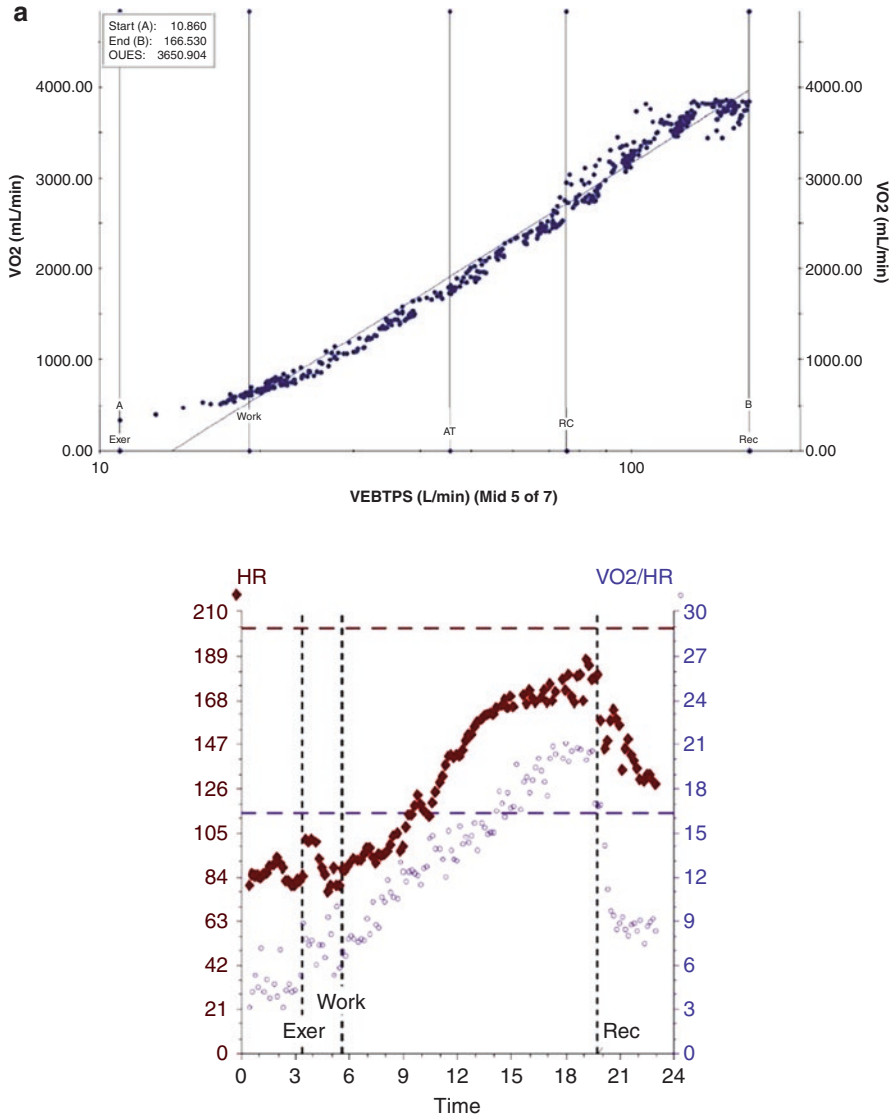 a
Start (A): 10.860
End (B): 166.530
OUES: 3650.904
4000.00
3000.00
2000.00
1000.00
0.00
VO2 (mL/min)
4000.00
3000.00
2000.00
1000.00
0.00
VO2 (mL/min)
A
Exer
Work
AT
RC
B
Rec
10
100
VEBTPS (L/min) (Mid 5 of 7)
HR
VO2/HR
210
189
168
147
126
105
84
63
42
21
0
30
27
24
21
18
15
12
9
6
3
0
Work
Exer
Rec
0 3 6 9 12 15 18 21 24
Time